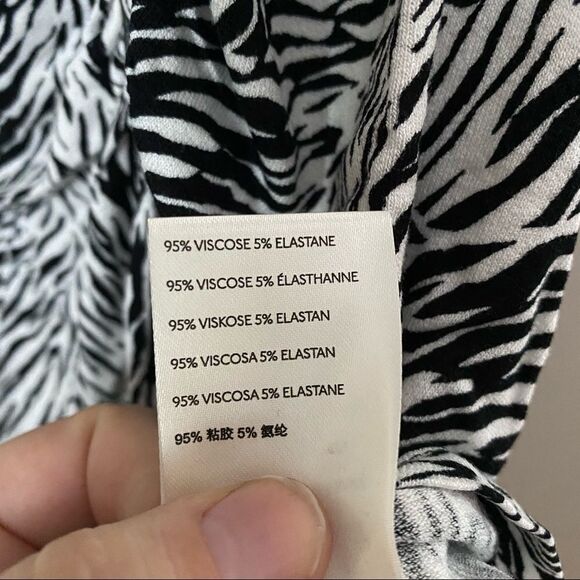 95% VISCOSE 5% ELASTANE
95% VISCOSE 5% ÉLASTHANNE
95% VISKOSE 5% ELASTAN
95% VISCOSA 5% ELASTAN
95% VISCOSA 5% ELASTANE
95% 粘胶 5% 氨纶